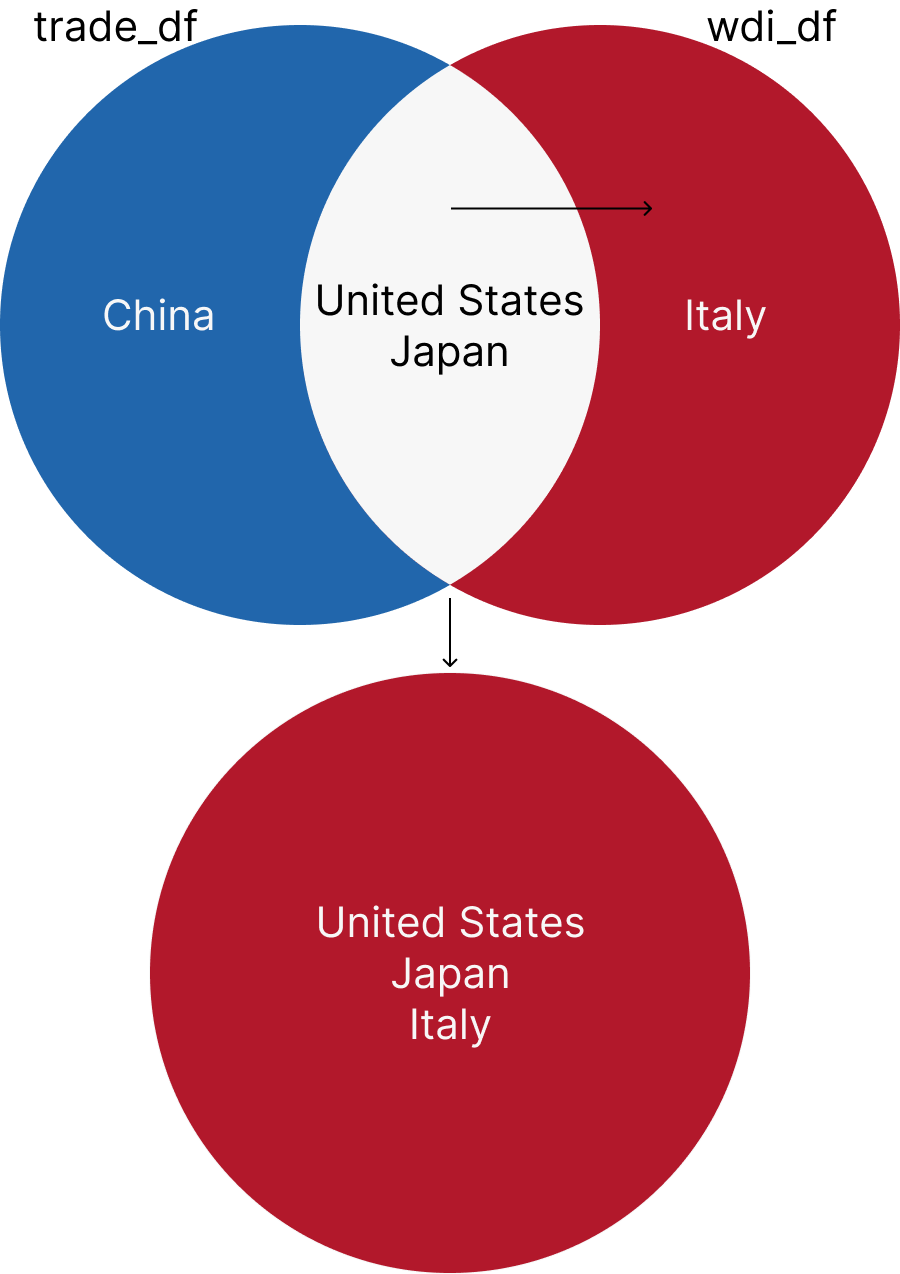 trade_df
wdi_df
China
United States
Japan
Italy
United States
Japan
Italy